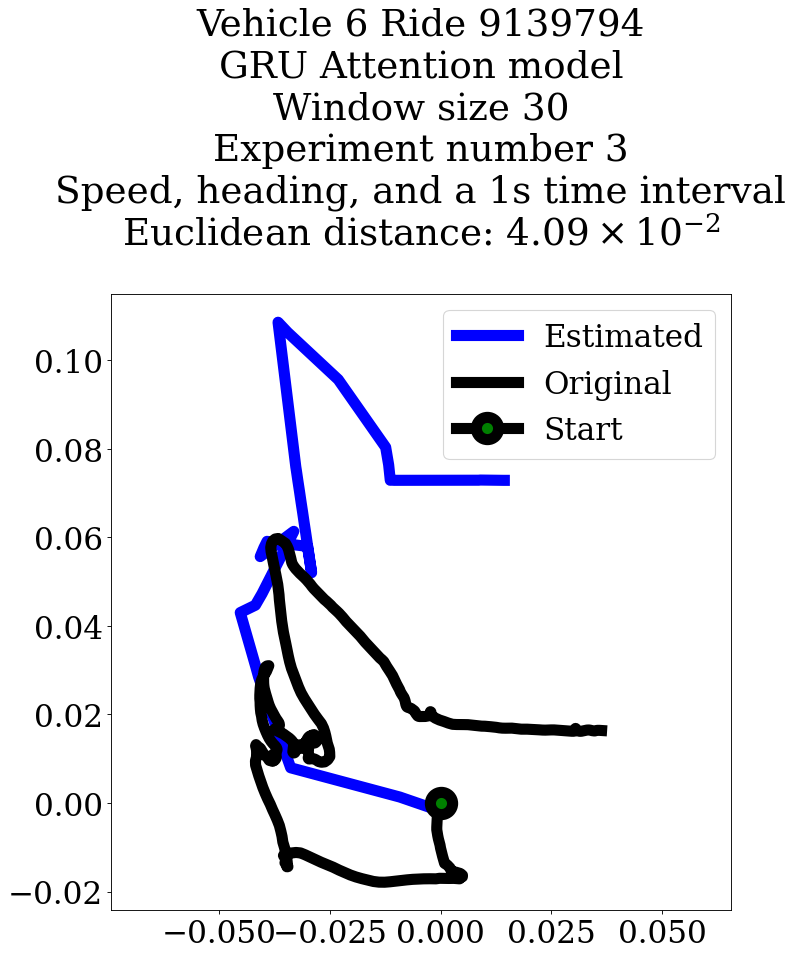 Vehicle 6 Ride 9139794
GRU Attention model
Window size 30
Experiment number 3
Speed, heading, and a 1s time interval
Euclidean distance: 4.09 × 10⁻²
Estimated
Original
Start
0.10
0.08
0.06
0.04
0.02
0.00
−0.02
−0.050 −0.025 0.000 0.025 0.050